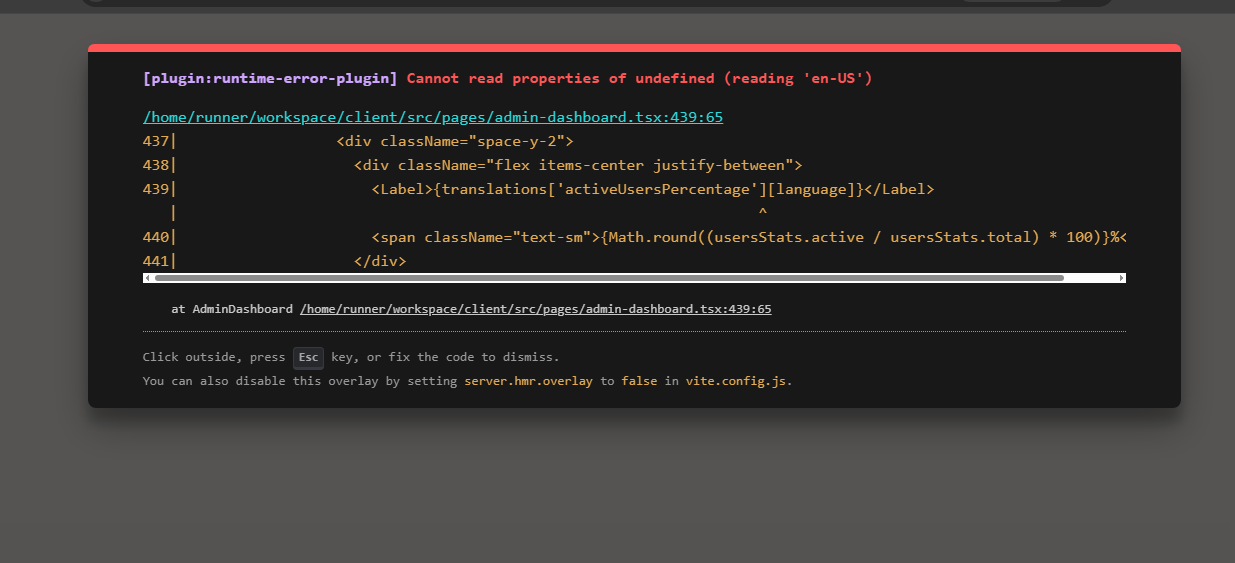 [plugin:runtime-error-plugin] Cannot read properties of undefined (reading 'en-US')
/home/runner/workspace/client/src/pages/admin-dashboard.tsx:439:65
437|                  <div className="space-y-2">
438|                    <div className="flex items-center justify-between">
439|                      <Label>{translations['activeUsersPercentage'][language]}</Label>
   |                                                                 ^
440|                      <span className="text-sm">{Math.round((usersStats.active / usersStats.total) * 100)}%<
441|                    </div>
at AdminDashboard /home/runner/workspace/client/src/pages/admin-dashboard.tsx:439:65
Click outside, press Esc key, or fix the code to dismiss.
You can also disable this overlay by setting server.hmr.overlay to false in vite.config.js.